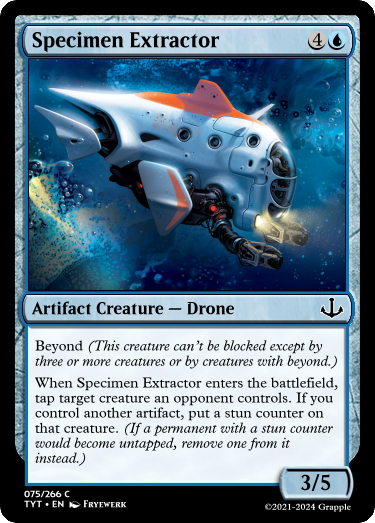 Specimen Extractor 4
Artifact Creature — Drone
Beyond (This creature can't be blocked except by
three or more creatures or by creatures with beyond.)
When Specimen Extractor enters the battlefield,
tap target creature an opponent controls. If you
control another artifact, put a stun counter on
that creature. (If a permanent with a stun counter
would become untapped, remove one from it
instead.)
3/5
075/266 C
TYT • EN Fryewerk
©2021-2024 Grapple